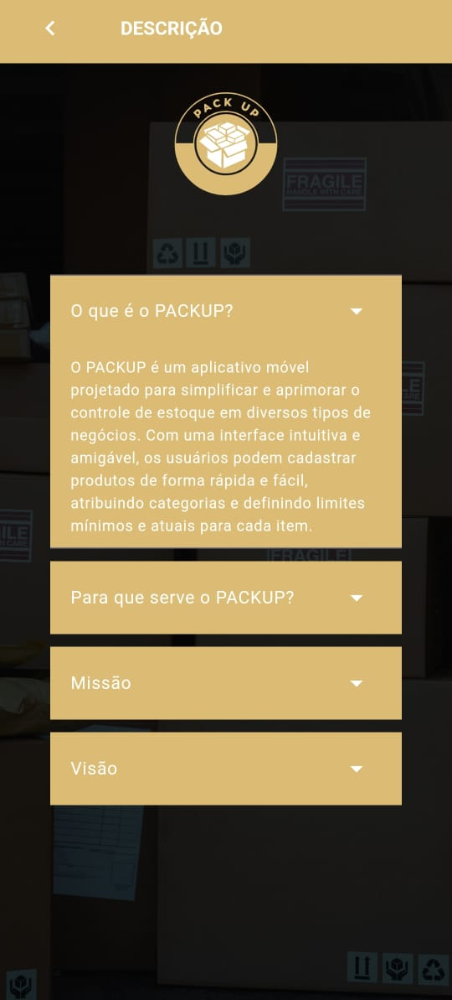 DESCRIÇÃO
PACK UP
FRAGILE
HANDLE WITH CARE
O que é o PACKUP?
O PACKUP é um aplicativo móvel
projetado para simplificar e aprimorar o
controle de estoque em diversos tipos de
negócios. Com uma interface intuitiva e
amigável, os usuários podem cadastrar
produtos de forma rápida e fácil,
atribuindo categorias e definindo limites
mínimos e atuais para cada item.
FRAGILE
Para que serve o PACKUP?
Missão
Visão